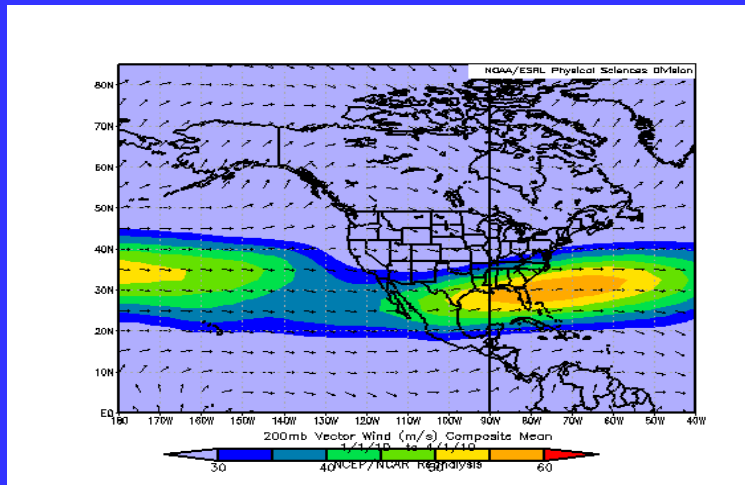 NOAA/ESRL Physical Sciences Division
80N
70N
60N
50N
40N
30N
20N
10N
EQ
180 170W 160W 150W 140W 130W 120W 110W 100W 90W 80W 70W 60W 50W 40W
200mb Vector Wind (m/s) Composite Mean
1/1/10 to 4/1/10
30 40 50 60
NCEP/NCAR Reanalysis